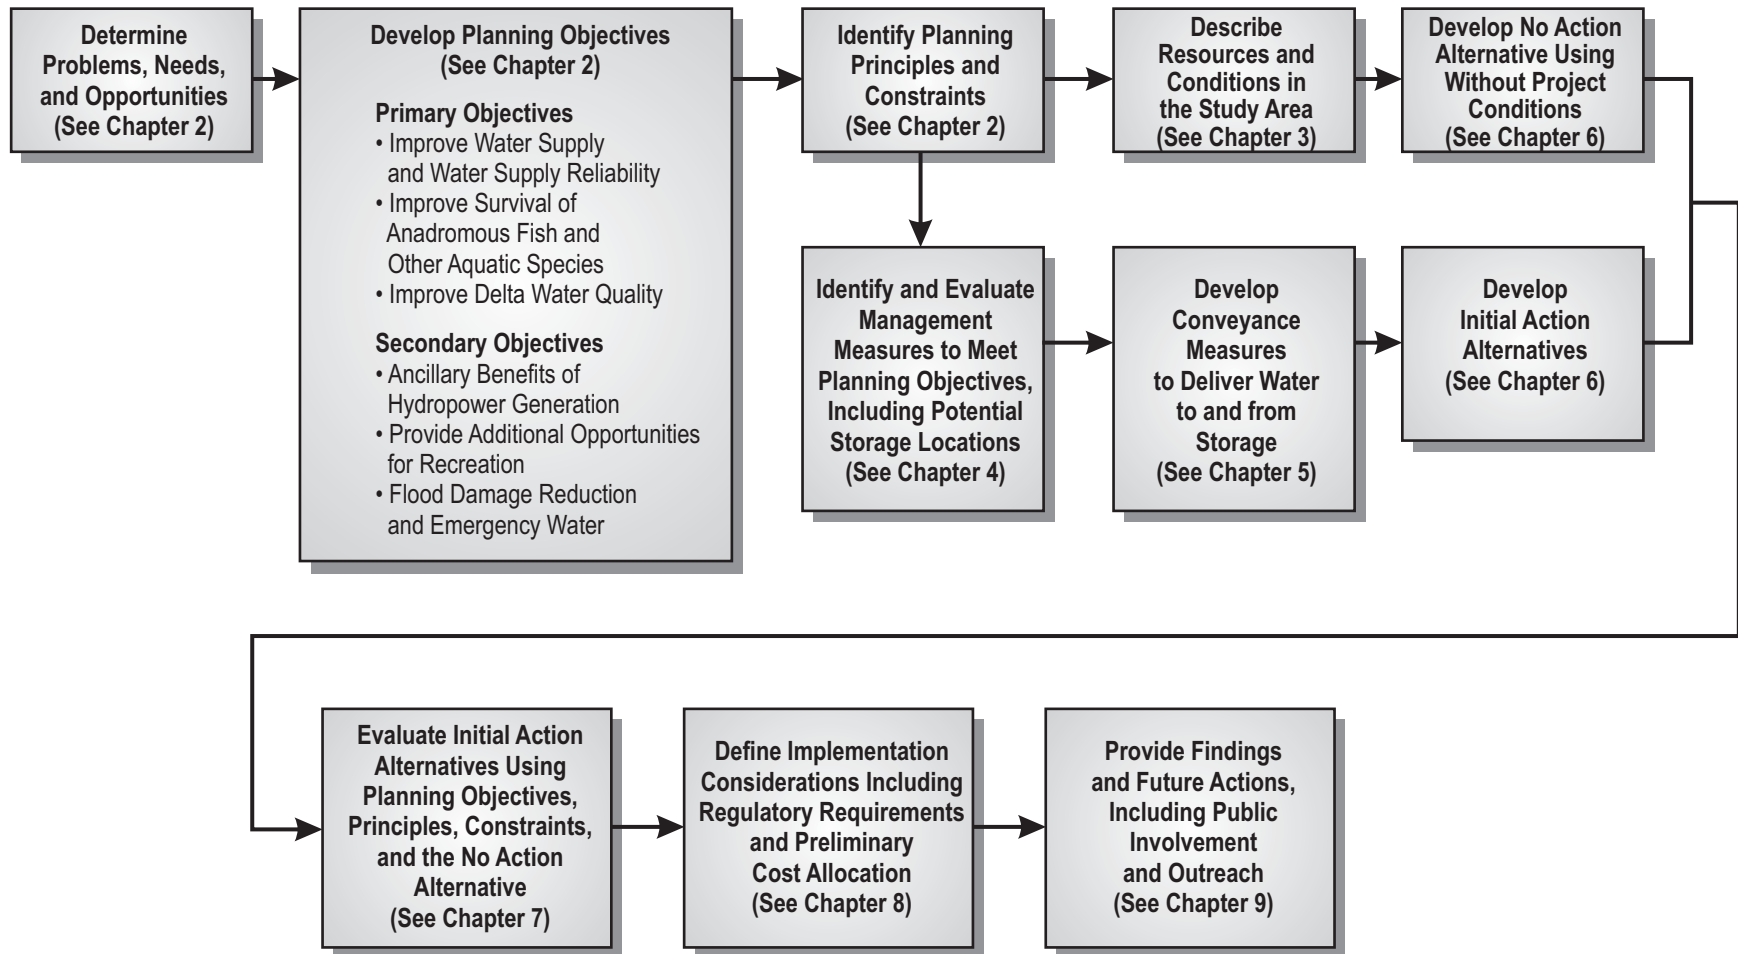 Determine
Problems, Needs,
and Opportunities
(See Chapter 2)
Develop Planning Objectives
(See Chapter 2)
Primary Objectives
• Improve Water Supply
and Water Supply Reliability
• Improve Survival of
Anadromous Fish and
Other Aquatic Species
• Improve Delta Water Quality
Secondary Objectives
• Ancillary Benefits of
Hydropower Generation
• Provide Additional Opportunities
for Recreation
• Flood Damage Reduction
and Emergency Water
Identify Planning
Principles and
Constraints
(See Chapter 2)
Describe
Resources and
Conditions in
the Study Area
(See Chapter 3)
Develop No Action
Alternative Using
Without Project
Conditions
(See Chapter 6)
Identify and Evaluate
Management
Measures to Meet
Planning Objectives,
Including Potential
Storage Locations
(See Chapter 4)
Develop
Conveyance
Measures
to Deliver Water
to and from
Storage
(See Chapter 5)
Develop
Initial Action
Alternatives
(See Chapter 6)
Evaluate Initial Action
Alternatives Using
Planning Objectives,
Principles, Constraints,
and the No Action
Alternative
(See Chapter 7)
Define Implementation
Considerations Including
Regulatory Requirements
and Preliminary
Cost Allocation
(See Chapter 8)
Provide Findings
and Future Actions,
Including Public
Involvement
and Outreach
(See Chapter 9)